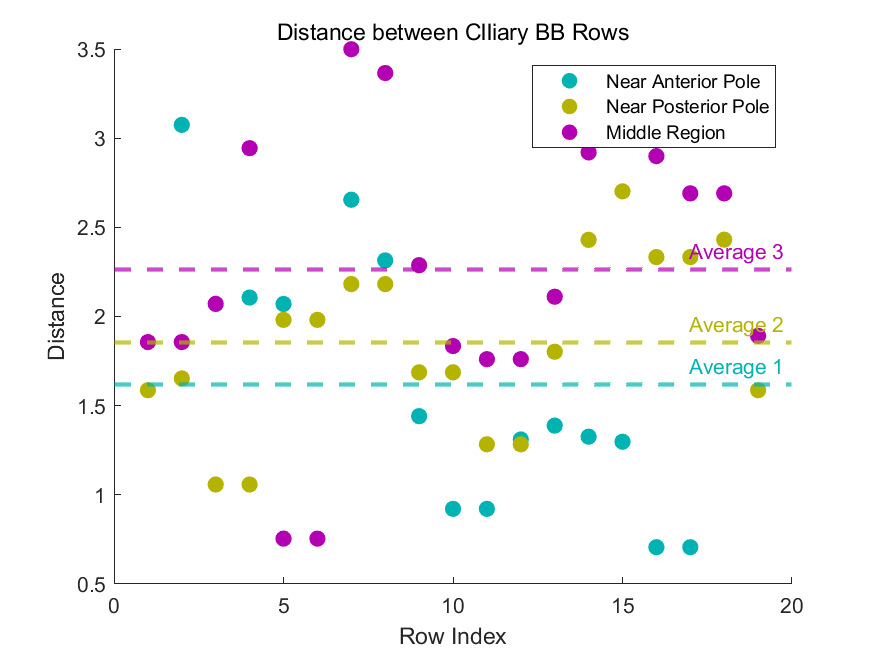 Distance between CIliary BB Rows
3.5
3
2.5
2
1.5
1
0.5
Distance
Near Anterior Pole
Near Posterior Pole
Middle Region
Average 3
Average 2
Average 1
0
5
10
15
20
Row Index